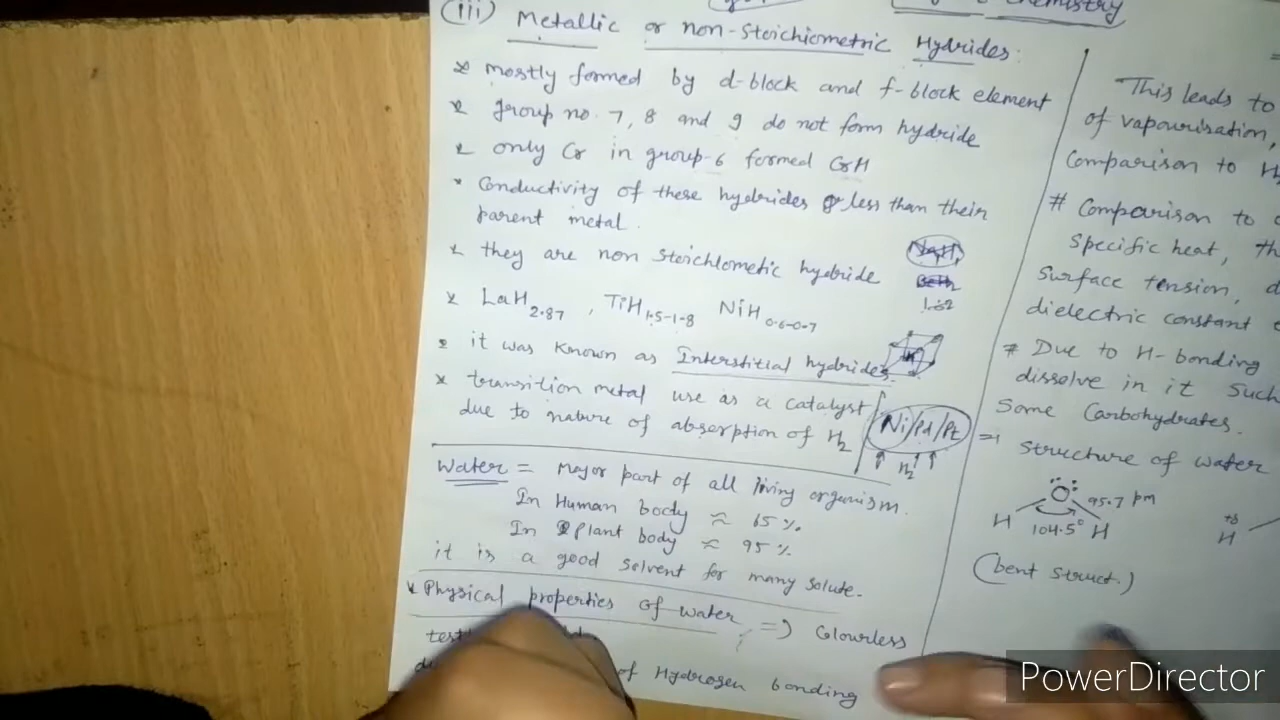 Chemistry
(iii) Metallic or non-Stoichiometric Hydrides:
* mostly formed by d-block and f-block element
* group no. 7, 8 and 9 do not form hydride
* only Cr in group-6 formed CrH
* Conductivity of these hydrides less than their
parent metal.
* they are non Stoichiometic hydride
* LaH2.87, TiH1.5-1.8 NiH0.6-0.7
* it was known as Interstitial hydrides.
* transition metal use as a catalyst
due to nature of absorption of H2
Ni/Pd/Pt
H2
Water = Major part of all living organism.
In Human body ≈ 65%
In Plant body ≈ 95%
it is a good solvent for many solute.
* Physical properties of water => Colourless
of Hydrogen bonding
This leads to
of vapourisation,
Comparison to H
# Comparison to
Specific heat,
Surface tension,
dielectric constant
# Due to H-bonding
dissolve in it Such
Some Carbohydrates.
=> Structure of water
O
95.7 pm
H 104.5° H
H
(bent struct.)
PowerDirector